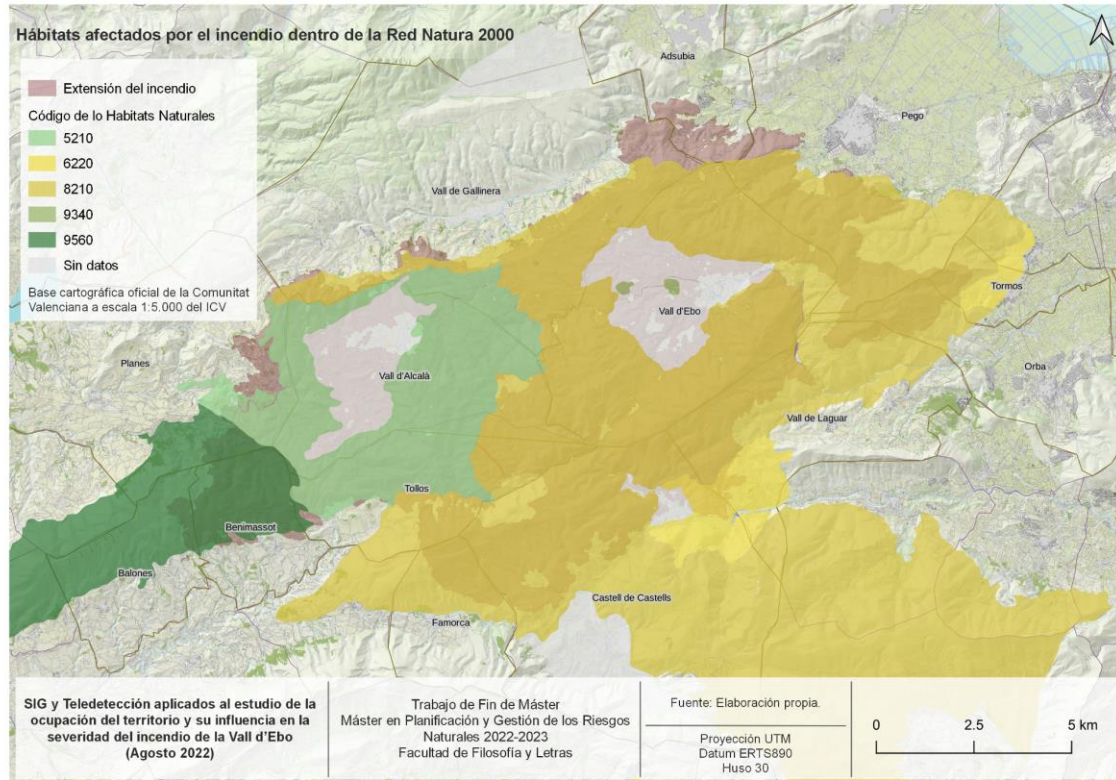 Hábitats afectados por el incendio dentro de la Red Natura 2000
Extensión del incendio
Código de lo Habitats Naturales
5210
6220
8210
9340
9560
Sin datos
Base cartográfica oficial de la Comunitat
Valenciana a escala 1:5.000 del ICV
Adsubia
Pego
Vall de Gallinera
Tormos
Vall d'Ebo
Planes
Orba
Vall d'Alcalà
Vall de Laguar
Tollos
Benimassot
Balones
Castell de Castells
Famorca
SIG y Teledetección aplicados al estudio de la
ocupación del territorio y su influencia en la
severidad del incendio de la Vall d'Ebo
(Agosto 2022)
Trabajo de Fin de Máster
Máster en Planificación y Gestión de los Riesgos
Naturales 2022-2023
Facultad de Filosofía y Letras
Fuente: Elaboración propia.
Proyección UTM
Datum ERTS890
Huso 30
0 2.5 5 km